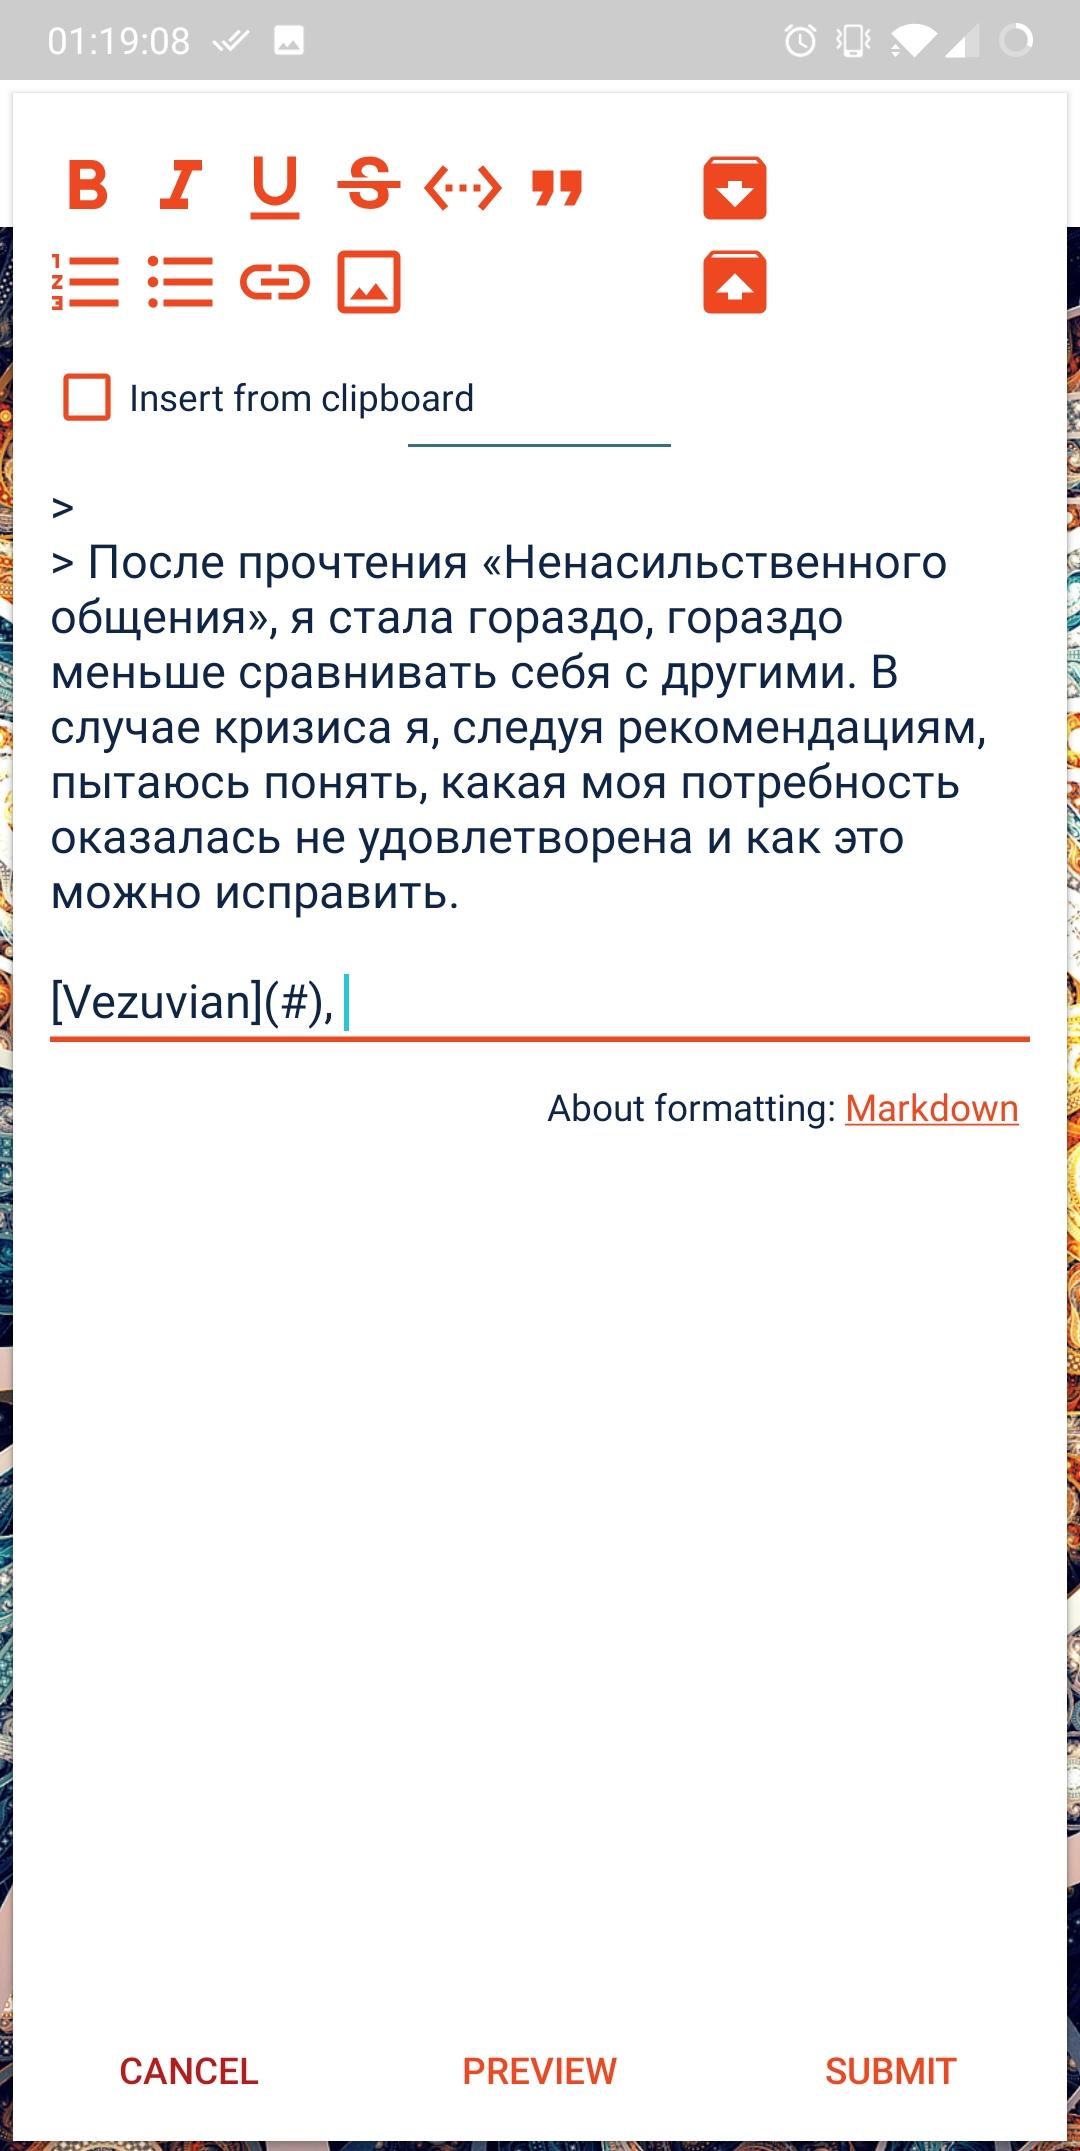 01:19:08
B I U S
Insert from clipboard
>
> После прочтения «Ненасильственного
общения», я стала гораздо, гораздо
меньше сравнивать себя с другими. В
случае кризиса я, следуя рекомендациям,
пытаюсь понять, какая моя потребность
оказалась не удовлетворена и как это
можно исправить.
[Vezuvian](#),
About formatting: Markdown
CANCEL PREVIEW SUBMIT